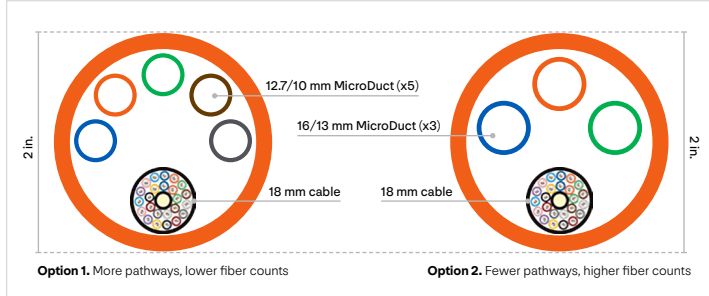 12.7/10 mm MicroDuct (x5)
16/13 mm MicroDuct (x3)
2 in.
2 in.
18 mm cable
18 mm cable
Option 1. More pathways, lower fiber counts
Option 2. Fewer pathways, higher fiber counts